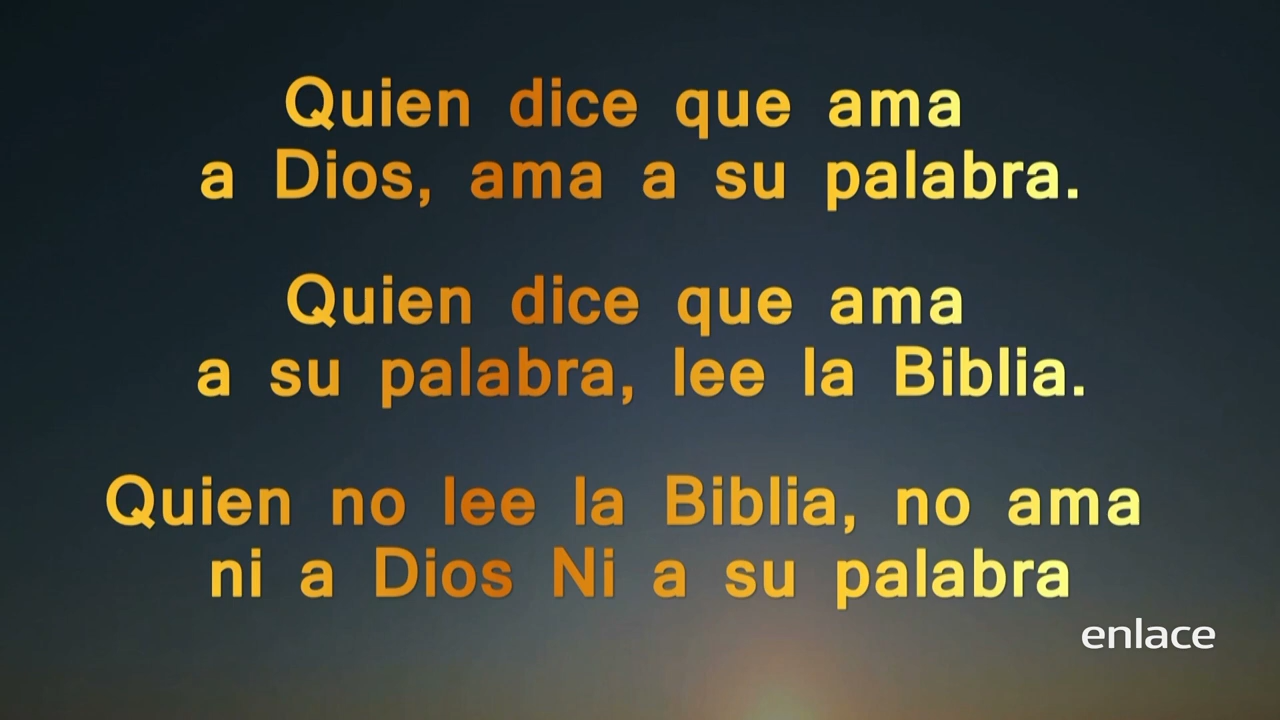 Quien dice que ama
a Dios, ama a su palabra.
Quien dice que ama
a su palabra, lee la Biblia.
Quien no lee la Biblia, no ama
ni a Dios Ni a su palabra
enlace